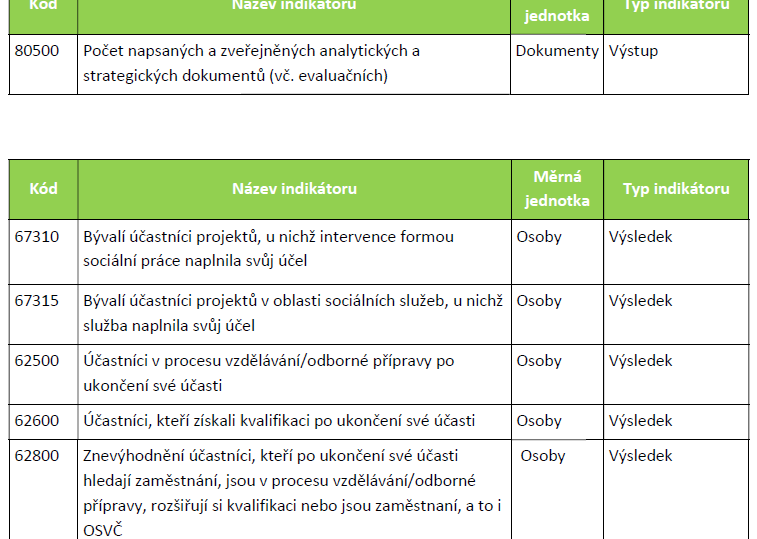 Kód Název indikátoru jednotka Typ indikátoru
80500 Počet napsaných a zveřejněných analytických a Dokumenty Výstup
strategických dokumentů (vč. evaluačních)
Měrná
Kód Název indikátoru jednotka Typ indikátoru
67310 Bývalí účastníci projektů, u nichž intervence formou Osoby Výsledek
sociální práce naplnila svůj účel
67315 Bývalí účastníci projektů v oblasti sociálních služeb, u nichž Osoby Výsledek
služba naplnila svůj účel
62500 Účastníci v procesu vzdělávání/odborné přípravy po Osoby Výsledek
ukončení své účasti
62600 Účastníci, kteří získali kvalifikaci po ukončení své účasti Osoby Výsledek
62800 Znevýhodnění účastníci, kteří po ukončení své účasti Osoby Výsledek
hledají zaměstnání, jsou v procesu vzdělávání/odborné
přípravy, rozšiřují si kvalifikaci nebo jsou zaměstnaní, a to i
OSVČ